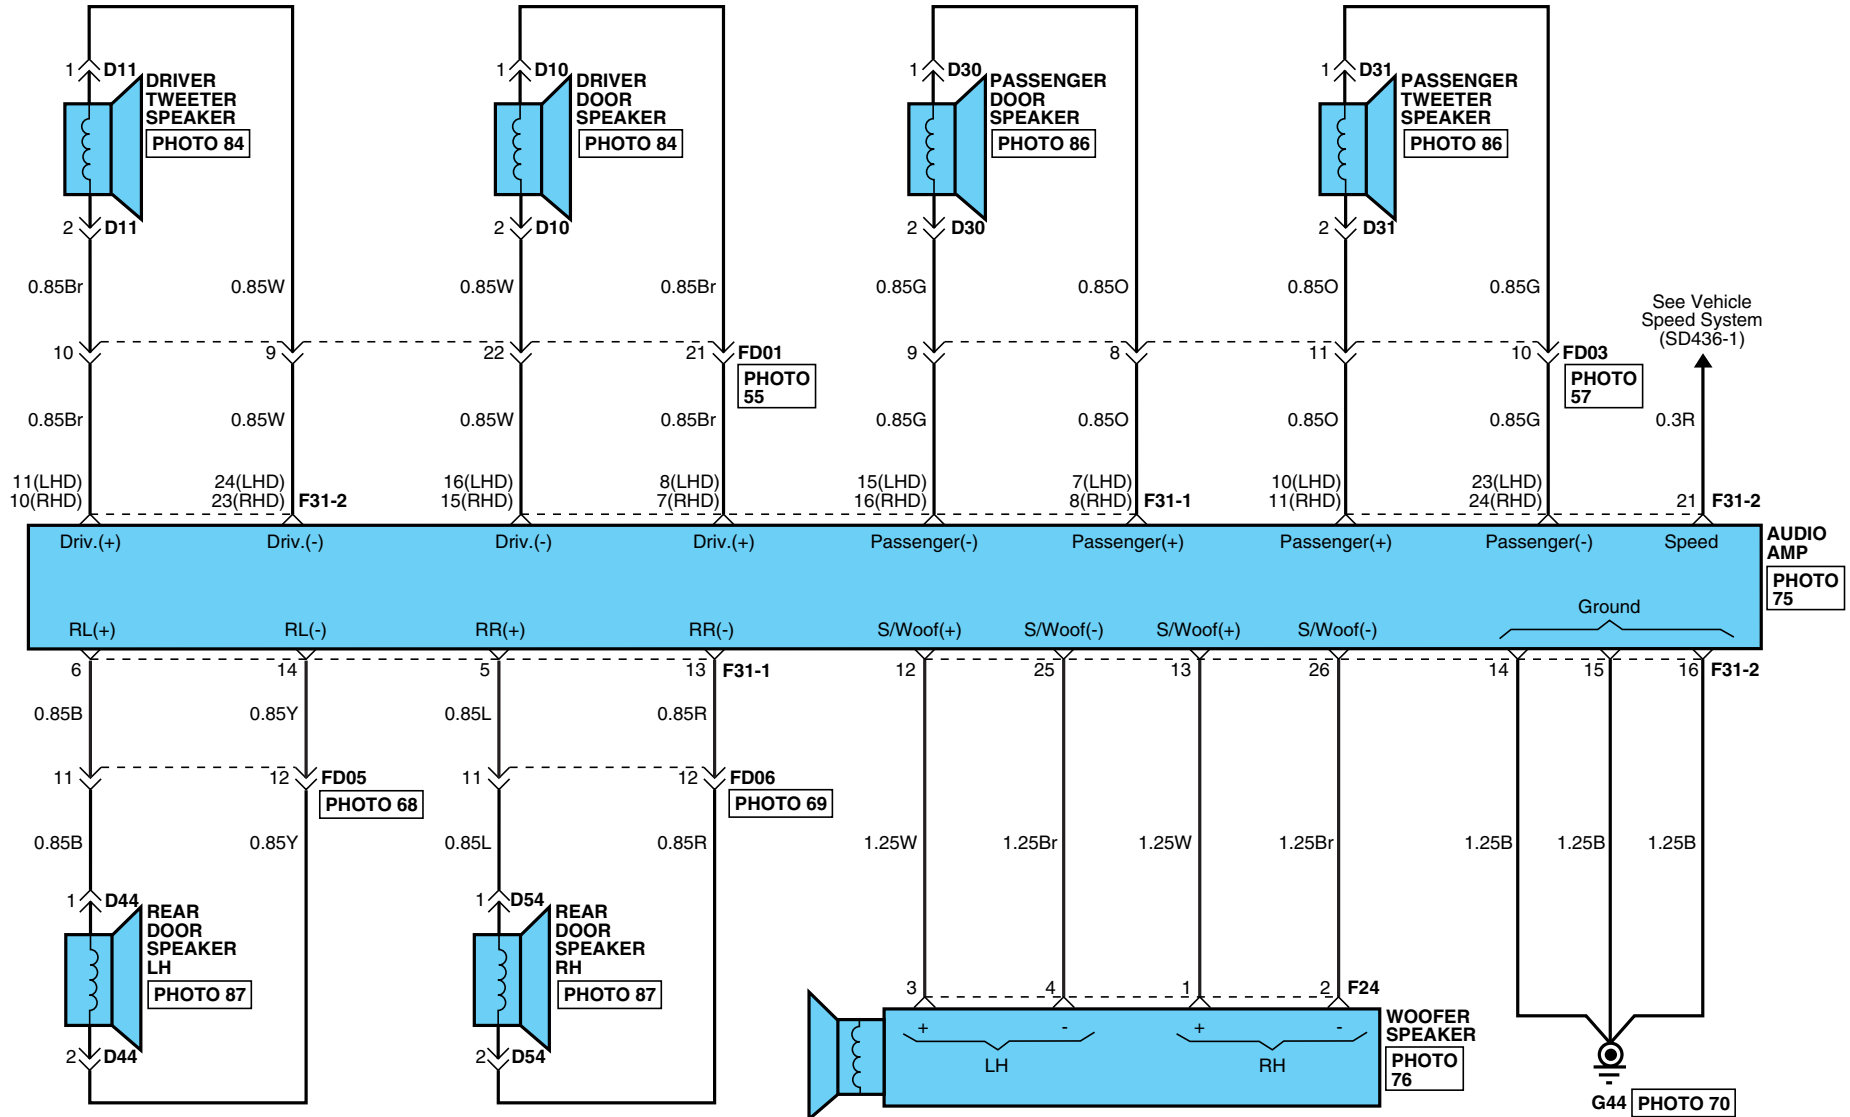 1 D11
DRIVER
TWEETER
SPEAKER
PHOTO 84
2 D11
1 D10
DRIVER
DOOR
SPEAKER
PHOTO 84
2 D10
1 D30
PASSENGER
DOOR
SPEAKER
PHOTO 86
2 D30
1 D31
PASSENGER
TWEETER
SPEAKER
PHOTO 86
2 D31
0.85Br 0.85W 0.85W 0.85Br 0.85G 0.85O 0.85O 0.85G
See Vehicle
Speed System
(SD436-1)
10 9 22 21 FD01
PHOTO
55
9 8 11 10 FD03
PHOTO
57
0.85Br 0.85W 0.85W 0.85Br 0.85G 0.85O 0.85O 0.85G 0.3R
11(LHD) 24(LHD) 16(LHD) 8(LHD) 15(LHD) 7(LHD) 10(LHD) 23(LHD)
10(RHD) 23(RHD) F31-2 15(RHD) 7(RHD) 16(RHD) 8(RHD) F31-1 11(RHD) 24(RHD) 21 F31-2
Driv.(+) Driv.(-) Driv.(-) Driv.(+) Passenger(-) Passenger(+) Passenger(+) Passenger(-) Speed
AUDIO
AMP
PHOTO
75
Ground
RL(+) RL(-) RR(+) RR(-) S/Woof(+) S/Woof(-) S/Woof(+) S/Woof(-)
6 14 5 13 F31-1 12 25 13 26 14 15 16 F31-2
0.85B 0.85Y 0.85L 0.85R
11 12 FD05
PHOTO 68
11 12 FD06
PHOTO 69
0.85B 0.85Y 0.85L 0.85R 1.25W 1.25Br 1.25W 1.25Br 1.25B 1.25B 1.25B
1 D44
REAR
DOOR
SPEAKER
LH
PHOTO 87
2 D44
1 D54
REAR
DOOR
SPEAKER
RH
PHOTO 87
2 D54
3 4 1 2 F24
+ - + -
LH RH
WOOFER
SPEAKER
PHOTO
76
G44 PHOTO 70